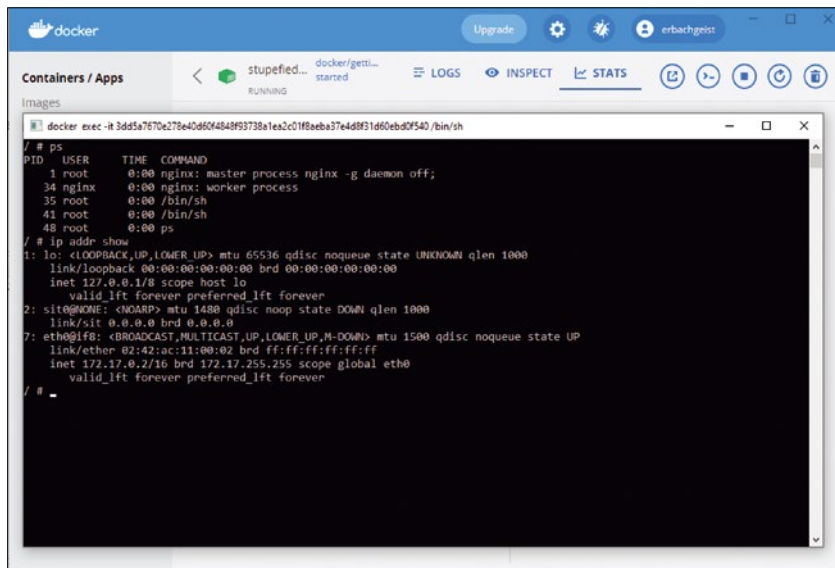 docker
Upgrade
erbachgeist
Containers / Apps
Images
stupefied...
docker/getti...
started
RUNNING
LOGS
INSPECT
STATS
docker exec -it 3dd5a7670e278e40d60f4848f93738a1ea2c01f8aeba37e4d8f31d60ebd0f540 /bin/sh
/ # ps
PID   USER     TIME  COMMAND
    1 root      0:00 nginx: master process nginx -g daemon off;
   34 nginx     0:00 nginx: worker process
   35 root      0:00 /bin/sh
   41 root      0:00 /bin/sh
   48 root      0:00 ps
/ # ip addr show
1: lo: <LOOPBACK,UP,LOWER_UP> mtu 65536 qdisc noqueue state UNKNOWN qlen 1000
    link/loopback 00:00:00:00:00:00 brd 00:00:00:00:00:00
    inet 127.0.0.1/8 scope host lo
       valid_lft forever preferred_lft forever
2: sit0@NONE: <NOARP> mtu 1480 qdisc noop state DOWN qlen 1000
    link/sit 0.0.0.0 brd 0.0.0.0
7: eth0@if8: <BROADCAST,MULTICAST,UP,LOWER_UP,M-DOWN> mtu 1500 qdisc noqueue state UP
    link/ether 02:42:ac:11:00:02 brd ff:ff:ff:ff:ff:ff
    inet 172.17.0.2/16 brd 172.17.255.255 scope global eth0
       valid_lft forever preferred_lft forever
/ #